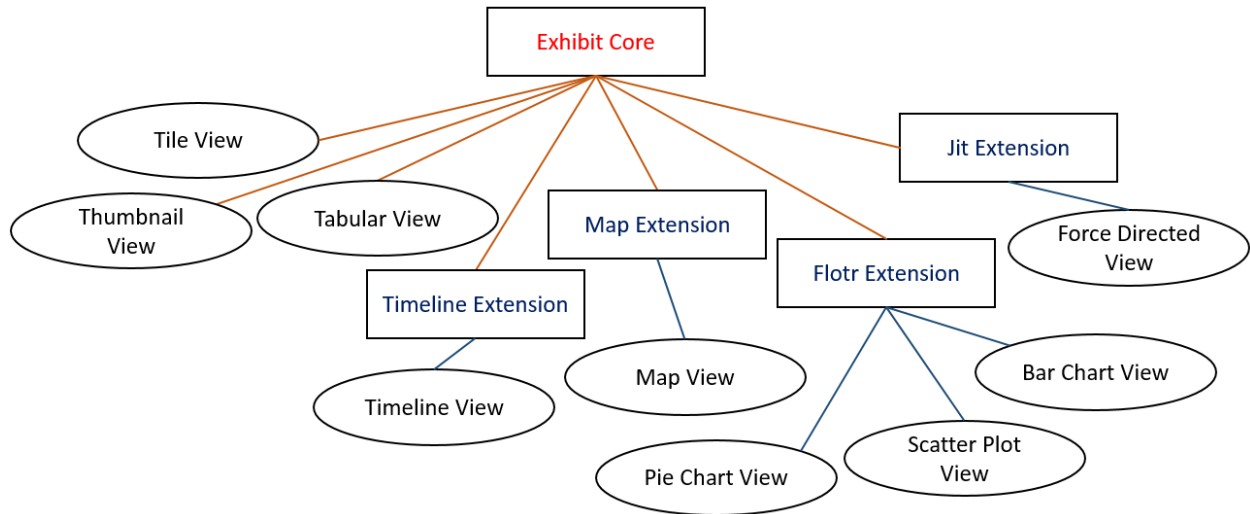 Exhibit Core
Tile View
Jit Extension
Thumbnail
View
Tabular View
Map Extension
Force Directed
View
Timeline Extension
Flotr Extension
Timeline View
Map View
Bar Chart View
Pie Chart View
Scatter Plot
View